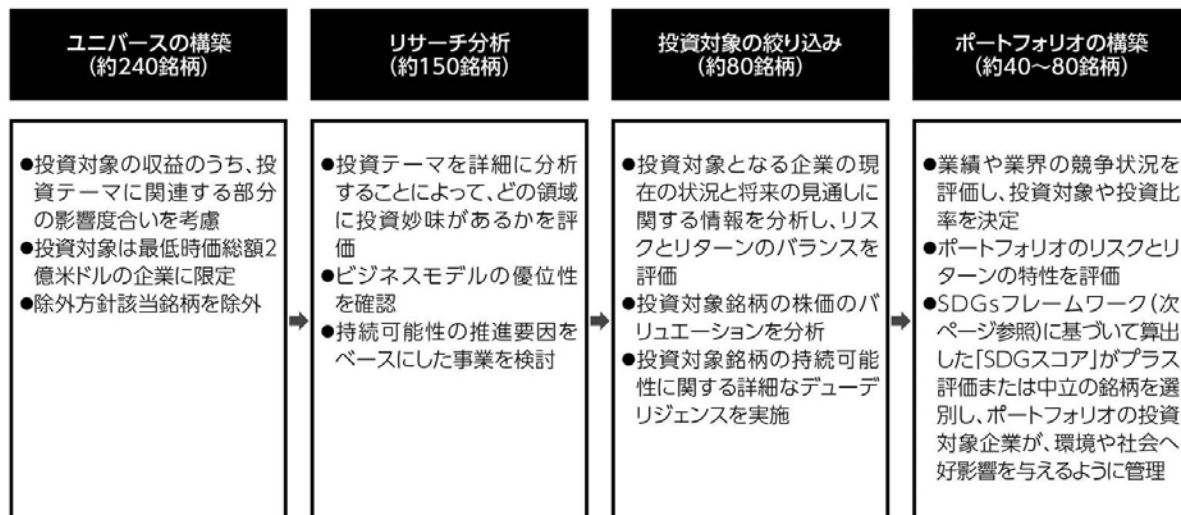 ユニバースの構築
(約240銘柄)
●投資対象の収益のうち、投
資テーマに関連する部分
の影響度合いを考慮
●投資対象は最低時価総額2
億米ドルの企業に限定
●除外方針該当銘柄を除外
リサーチ分析
(約150銘柄)
●投資テーマを詳細に分析
することによって、どの領域
に投資妙味があるかを評
価
●ビジネスモデルの優位性
を確認
●持続可能性の推進要因を
ベースにした事業を検討
投資対象の絞り込み
(約80銘柄)
●投資対象となる企業の現
在の状況と将来の見通しに
関する情報を分析し、リス
クとリターンのバランスを
評価
●投資対象銘柄の株価のバ
リュエーションを分析
●投資対象銘柄の持続可能
性に関する詳細なデューデ
リジェンスを実施
ポートフォリオの構築
(約40~80銘柄)
●業績や業界の競争状況を
評価し、投資対象や投資比
率を決定
●ポートフォリオのリスクとリ
ターンの特性を評価
●SDGsフレームワーク(次
ページ参照)に基づいて算出
した「SDGスコア」がプラス
評価または中立の銘柄を選
別し、ポートフォリオの投資
対象企業が、環境や社会へ
好影響を与えるように管理